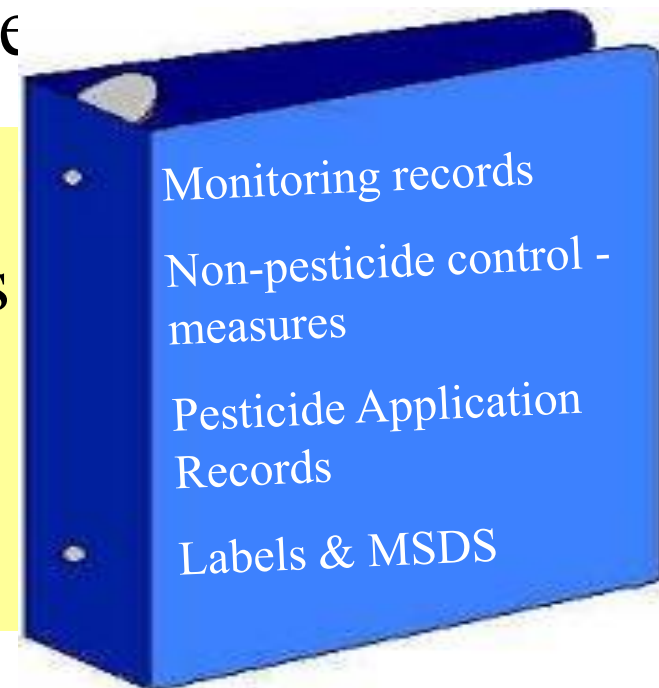 Monitoring records
Non-pesticide control -
measures
Pesticide Application
Records
Labels & MSDS